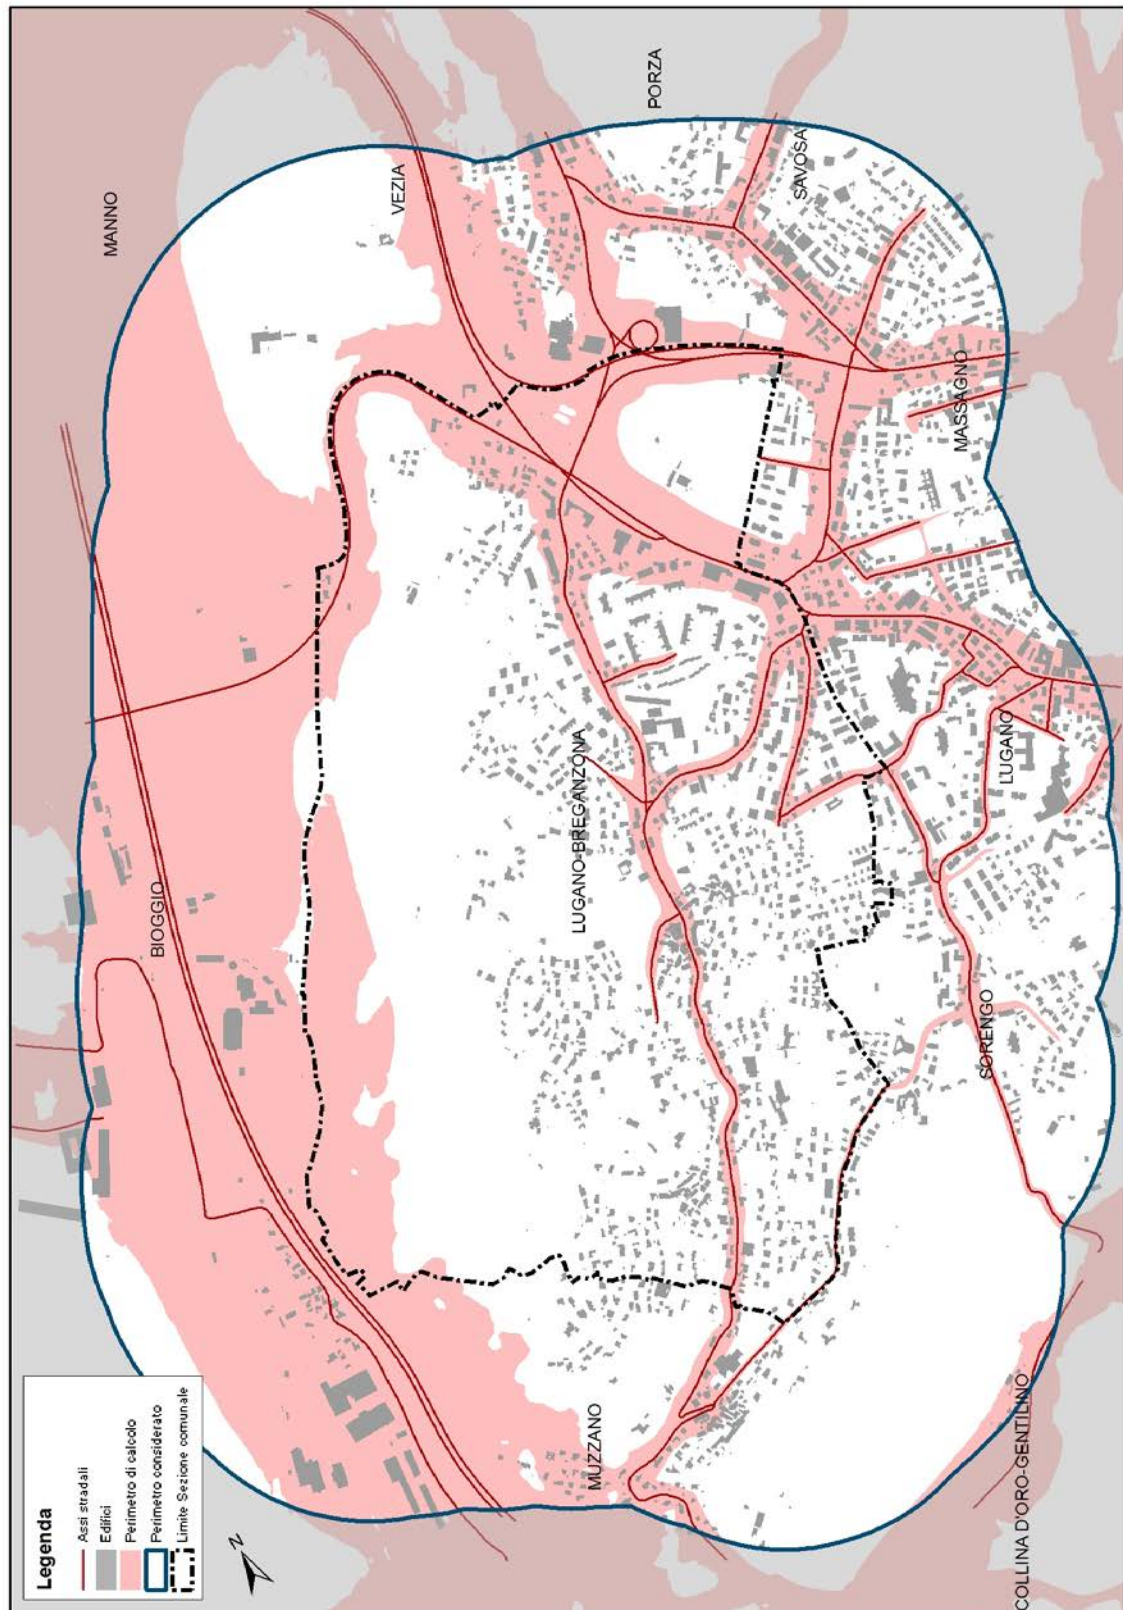 Legenda
Assi stradali
Edifici
Perimetro di calcolo
Perimetro considerato
Limite Sezione comunale
N
MANNO
VEZIA
PORZA
SAVOSA
MASSAGNO
BIOGGIO
LUGANO-BREGANZONA
LUGANO
SORENGO
MUZZANO
COLLINA D'ORO-GENTILINO